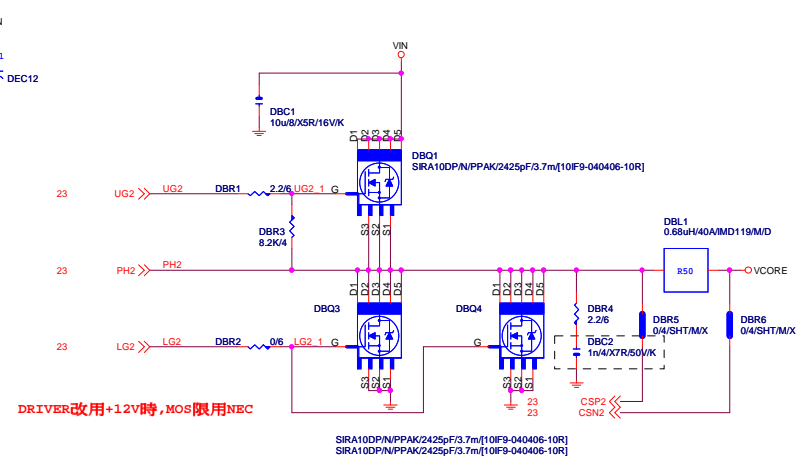 N
1
DEC12
VIN
DBC1
10u/8/X5R/16V/K
D1
D2
D3
D4
D5
DBQ1
SIRA10DP/N/PPAK/2425pF/3.7m/[10IF9-040406-10R]
23
UG2
UG2
DBR1
2.2/6
UG2_1
G
S3
S2
S1
DBR3
8.2K/4
DBL1
0.68uH/40A/IMD119/M/D
23
PH2
PH2
R50
VCORE
D1
D2
D3
D4
D5
D1
D2
D3
D4
D5
DBQ3
DBQ4
DBR4
2.2/6
DBR5
0/4/SHT/M/X
DBR6
0/4/SHT/M/X
23
LG2
LG2
DBR2
0/6
LG2_1
G
G
DBC2
1n/4/X7R/50V/K
S3
S2
S1
S3
S2
S1
23
CSP2
23
CSN2
DRIVER改用+12V時,MOS限用NEC
SIRA10DP/N/PPAK/2425pF/3.7m/[10IF9-040406-10R]
SIRA10DP/N/PPAK/2425pF/3.7m/[10IF9-040406-10R]